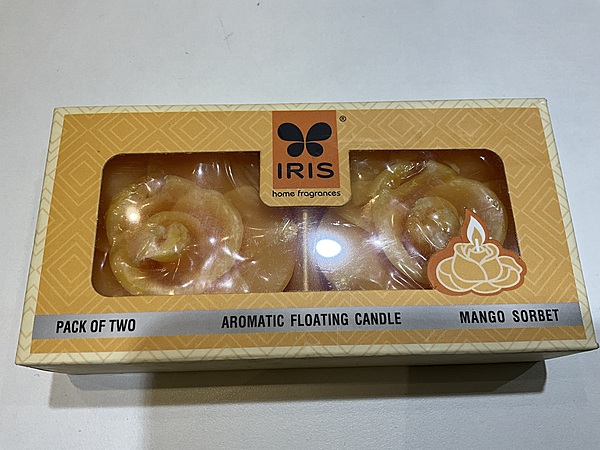 ®
IRIS
home fragrances
PACK OF TWO
AROMATIC FLOATING CANDLE
MANGO SORBET